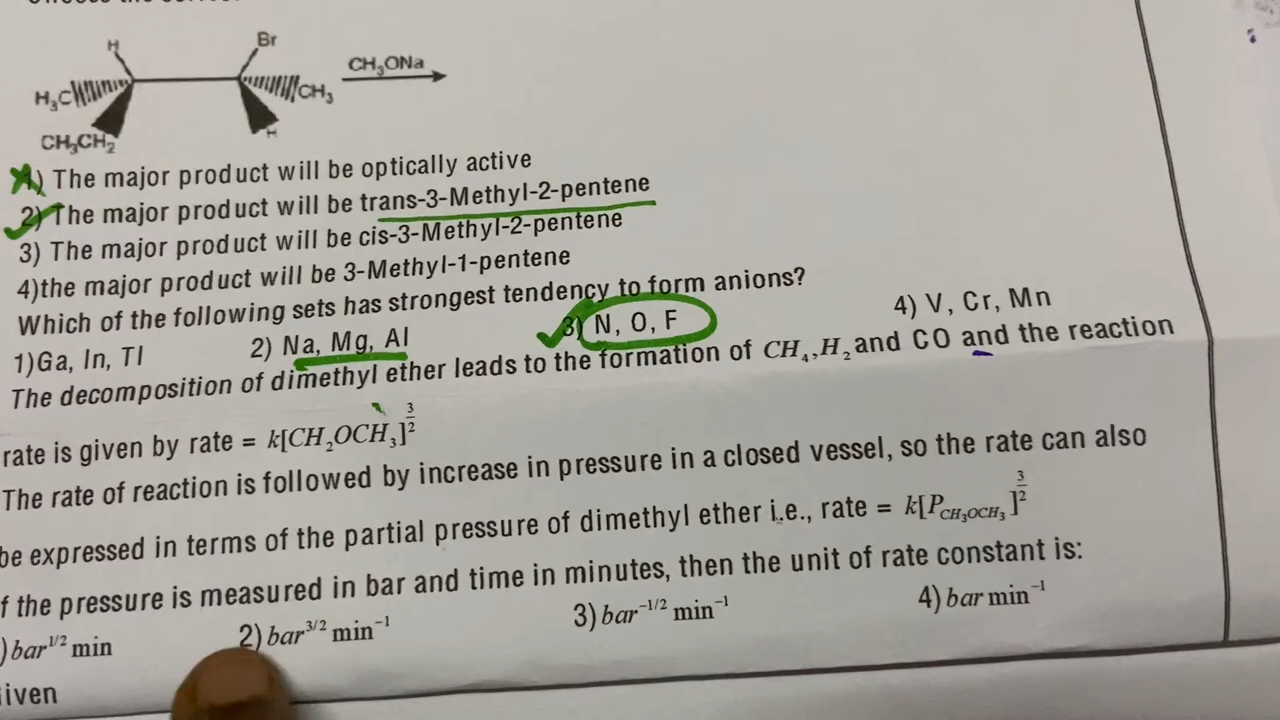 H
Br
CH₃ONa
H₃C
CH₃
CH₃CH₂
H
1) The major product will be optically active
2) The major product will be trans-3-Methyl-2-pentene
3) The major product will be cis-3-Methyl-2-pentene
4)the major product will be 3-Methyl-1-pentene
Which of the following sets has strongest tendency to form anions?
1)Ga, In, Tl 2) Na, Mg, Al 3) N, O, F 4) V, Cr, Mn
The decomposition of dimethyl ether leads to the formation of CH₄,H₂ and CO and the reaction
rate is given by rate = k[CH₂OCH₃]^(3/2)
The rate of reaction is followed by increase in pressure in a closed vessel, so the rate can also
be expressed in terms of the partial pressure of dimethyl ether i.e., rate = k[P_CH₃OCH₃]^(3/2)
f the pressure is measured in bar and time in minutes, then the unit of rate constant is:
) bar^(1/2) min 2) bar^(3/2) min⁻¹ 3) bar^(-1/2) min⁻¹ 4) bar min⁻¹
iven